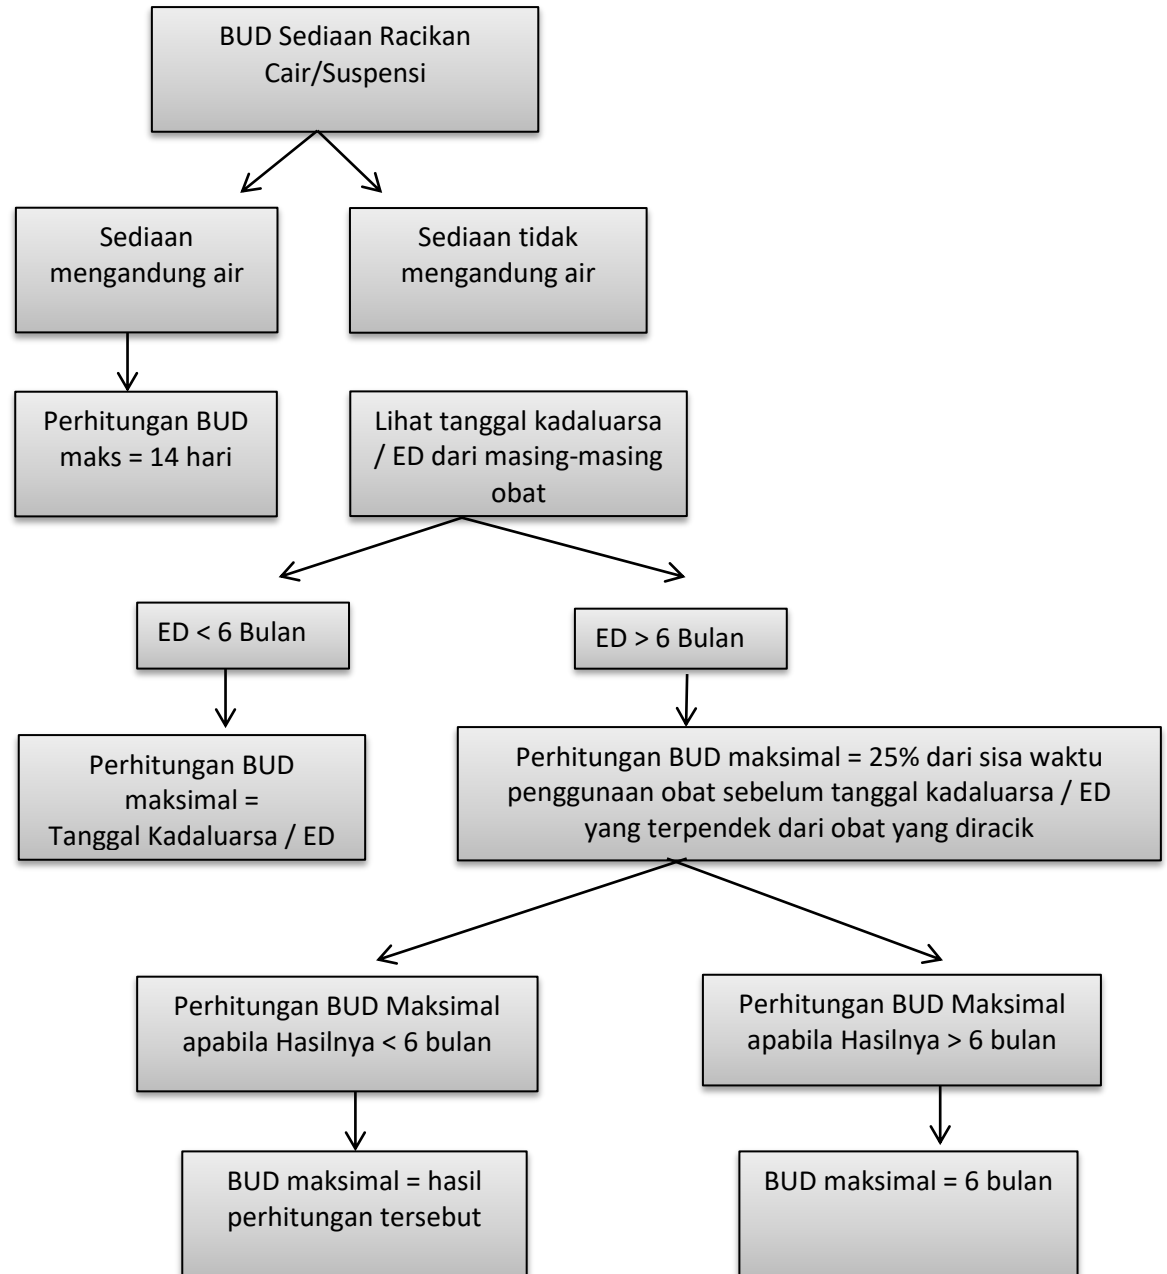 BUD Sediaan Racikan
Cair/Suspensi
Sediaan
mengandung air
Sediaan tidak
mengandung air
Perhitungan BUD
maks = 14 hari
Lihat tanggal kadaluarsa
/ ED dari masing-masing
obat
ED < 6 Bulan
ED > 6 Bulan
Perhitungan BUD
maksimal =
Tanggal Kadaluarsa / ED
Perhitungan BUD maksimal = 25% dari sisa waktu
penggunaan obat sebelum tanggal kadaluarsa / ED
yang terpendek dari obat yang diracik
Perhitungan BUD Maksimal
apabila Hasilnya < 6 bulan
Perhitungan BUD Maksimal
apabila Hasilnya > 6 bulan
BUD maksimal = hasil
perhitungan tersebut
BUD maksimal = 6 bulan